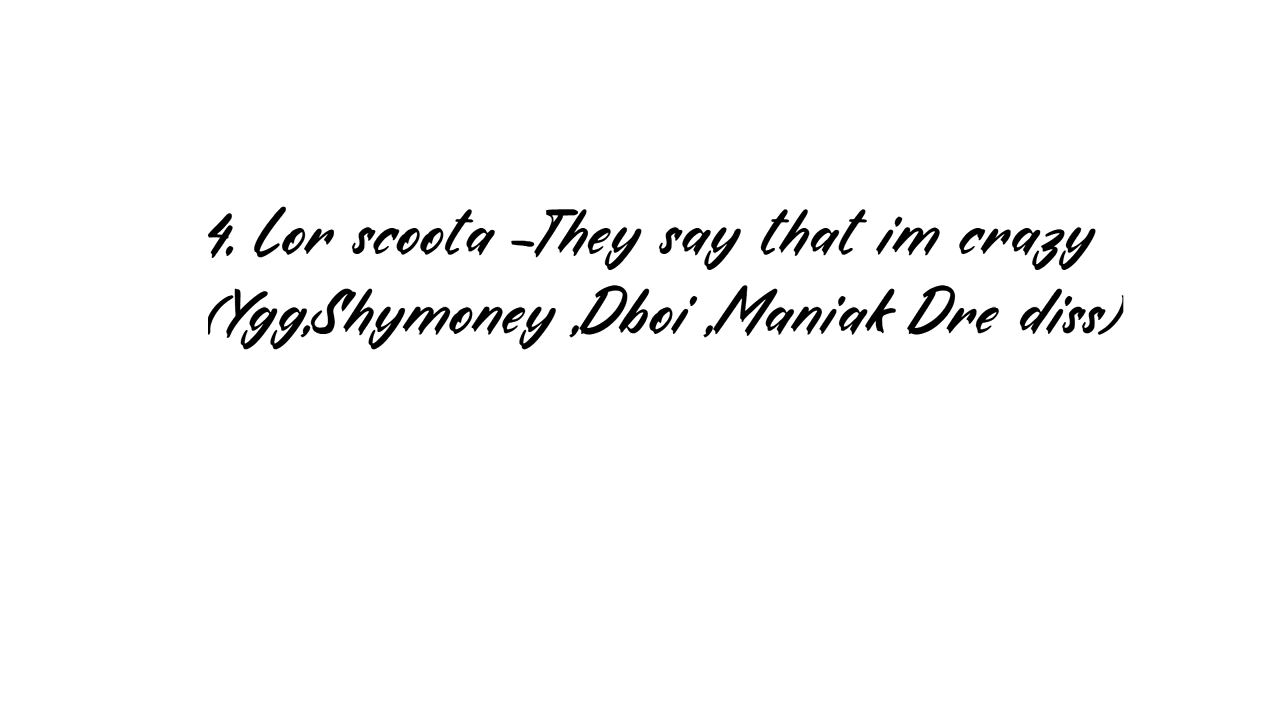 4. Lor scoota -They say that im crazy
(Ygg,Shymoney ,Dboi ,Maniak Dre diss)